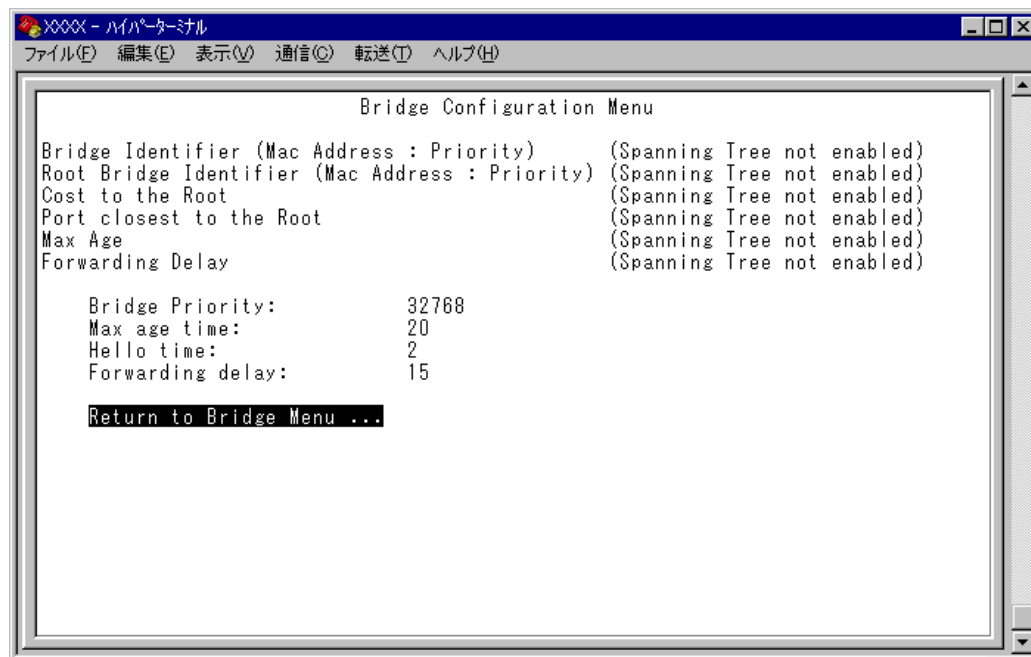 XXXX - ハイパーターミナル
ファイル(F) 編集(E) 表示(V) 通信(C) 転送(T) ヘルプ(H)
Bridge Configuration Menu
Bridge Identifier (Mac Address : Priority) (Spanning Tree not enabled)
Root Bridge Identifier (Mac Address : Priority) (Spanning Tree not enabled)
Cost to the Root (Spanning Tree not enabled)
Port closest to the Root (Spanning Tree not enabled)
Max Age (Spanning Tree not enabled)
Forwarding Delay (Spanning Tree not enabled)
Bridge Priority: 32768
Max age time: 20
Hello time: 2
Forwarding delay: 15
Return to Bridge Menu ...